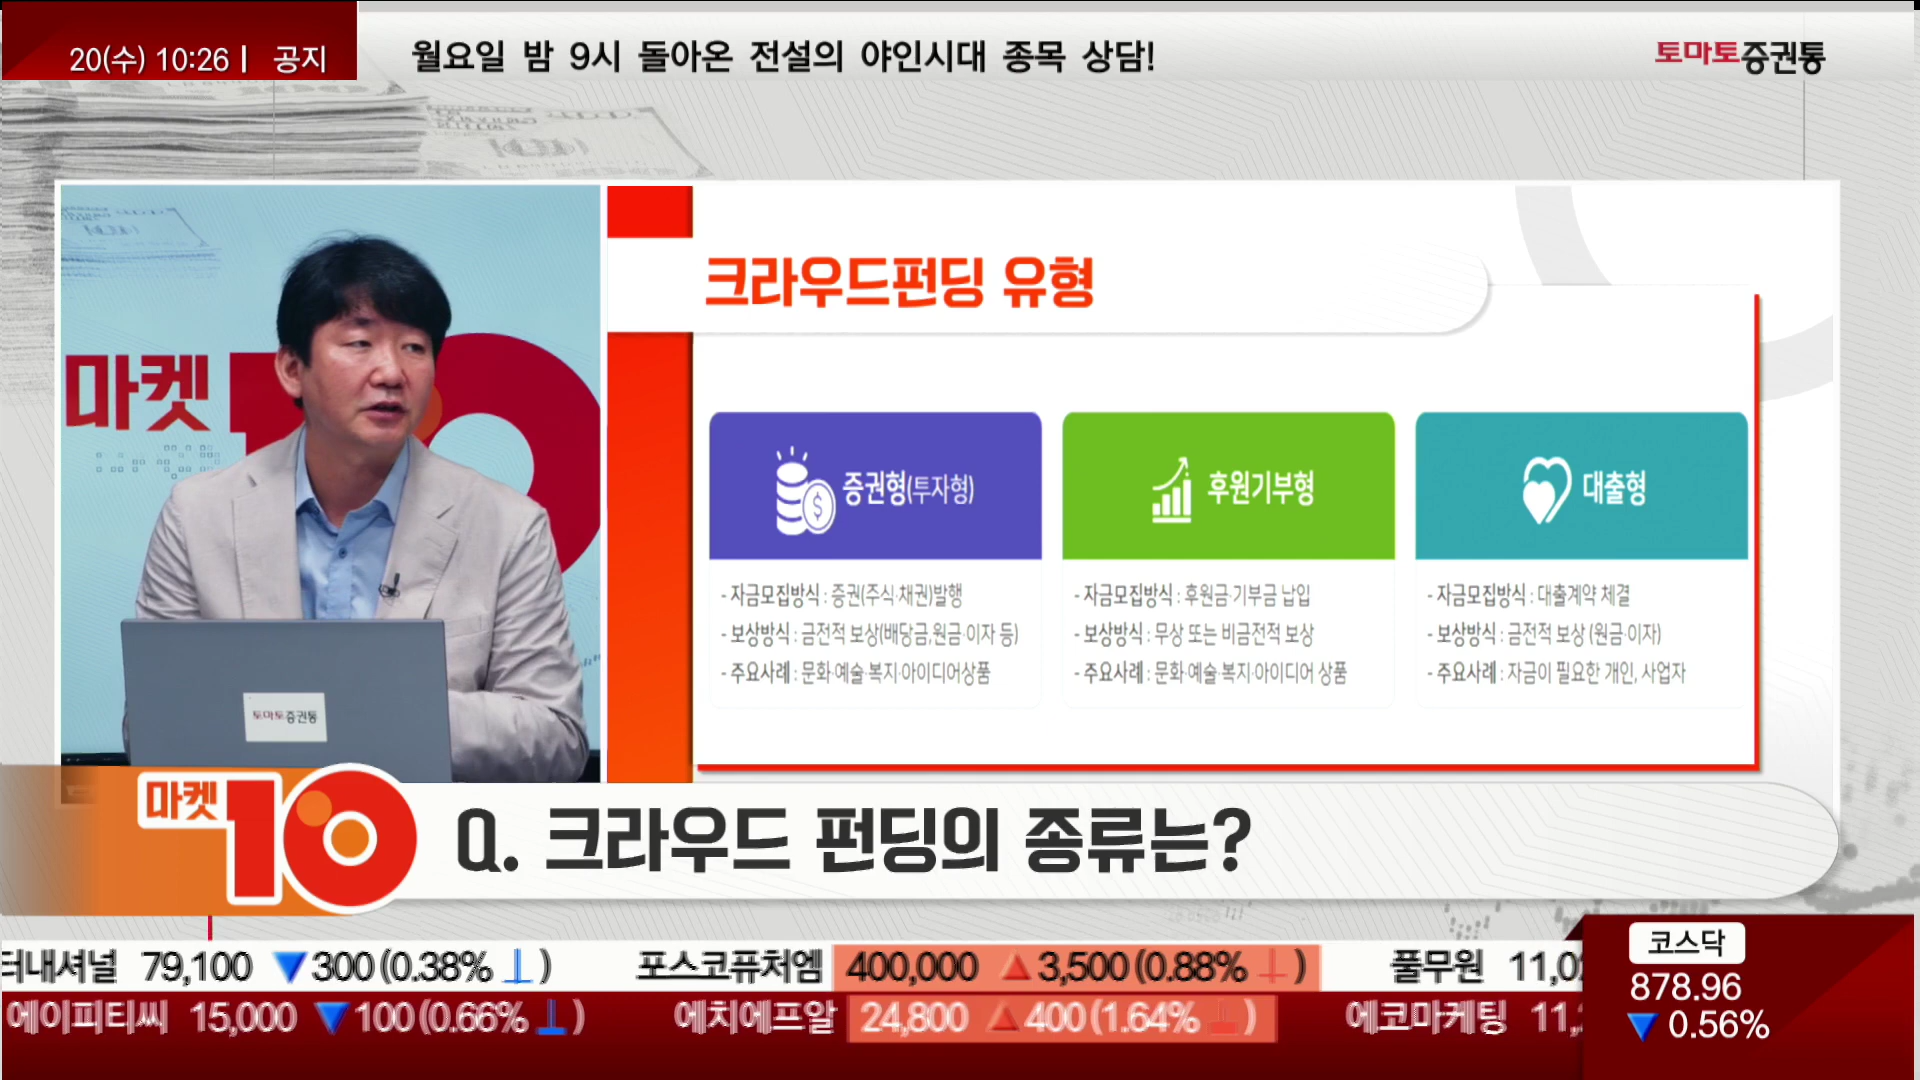 20(수) 10:26 | 공지
월요일 밤 9시 돌아온 전설의 야인시대 종목 상담!
토마토증권통
마켓
크라우드펀딩 유형
증권형(투자형)
- 자금모집방식 : 증권(주식·채권)발행
- 보상방식 : 금전적 보상(배당금,원금·이자 등)
- 주요사례 : 문화·예술·복지·아이디어상품
후원기부형
- 자금모집방식 : 후원금·기부금 납입
- 보상방식 : 무상 또는 비금전적 보상
- 주요사례 : 문화·예술·복지·아이디어 상품
대출형
- 자금모집방식 : 대출계약 체결
- 보상방식 : 금전적 보상 (원금·이자)
- 주요사례 : 자금이 필요한 개인, 사업자
토마토증권통
마켓 10
Q. 크라우드 펀딩의 종류는?
터내셔널 79,100 ▼300(0.38% ⊥) 포스코퓨처엠 400,000 ▲3,500(0.88% ⊥) 풀무원
에이피티씨 15,000 ▼100(0.66% ⊥) 에치에프알 24,800 ▲400(1.64% ⊥) 에코마케팅
코스닥
878.96
▼ 0.56%